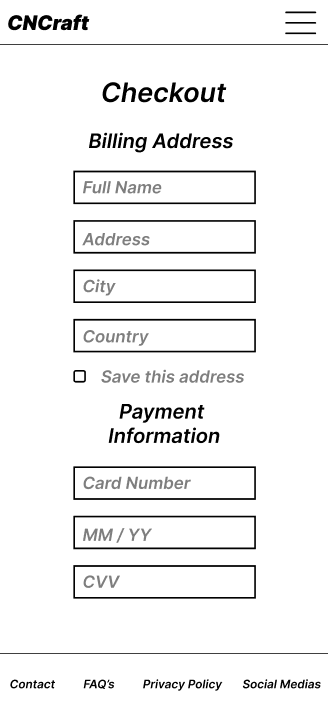 CNCraft
Checkout
Billing Address
Full Name
Address
City
Country
Save this address
Payment
Information
Card Number
MM / YY
CVV
Contact FAQ's Privacy Policy Social Medias